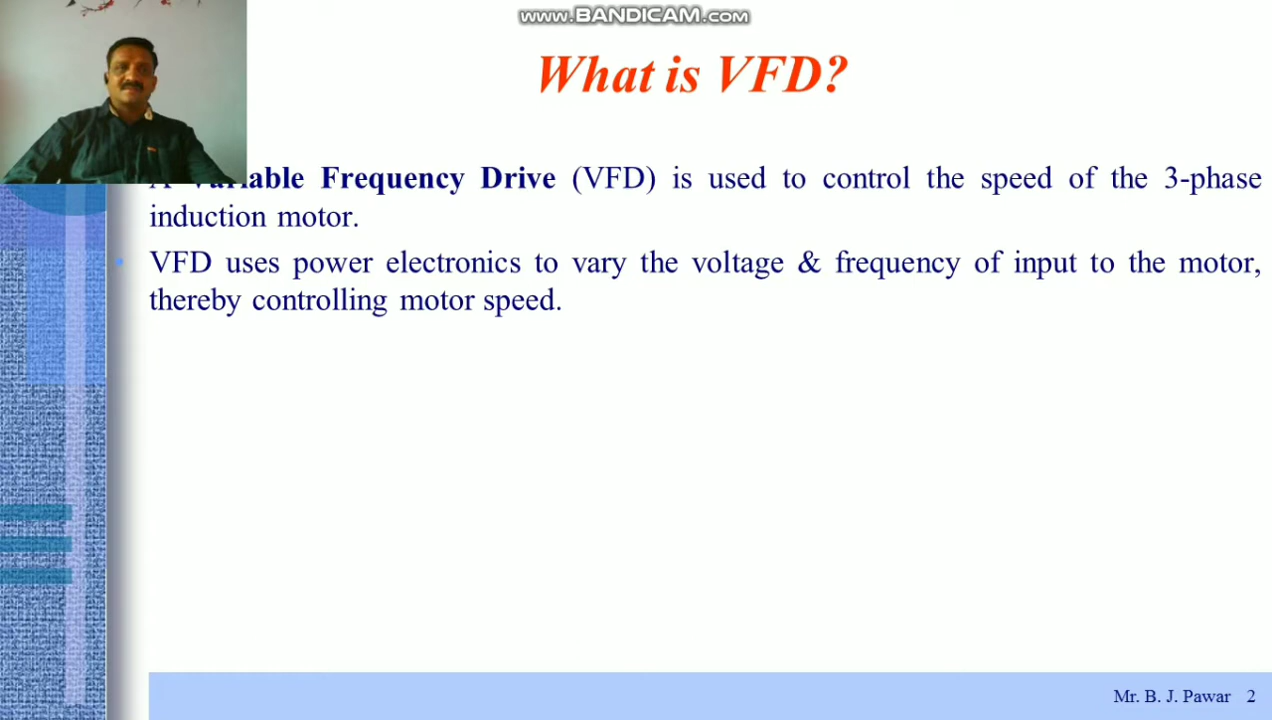 www.BANDICAM.com
What is VFD?
Variable Frequency Drive (VFD) is used to control the speed of the 3-phase
induction motor.
• VFD uses power electronics to vary the voltage & frequency of input to the motor,
thereby controlling motor speed.
Mr. B. J. Pawar 2